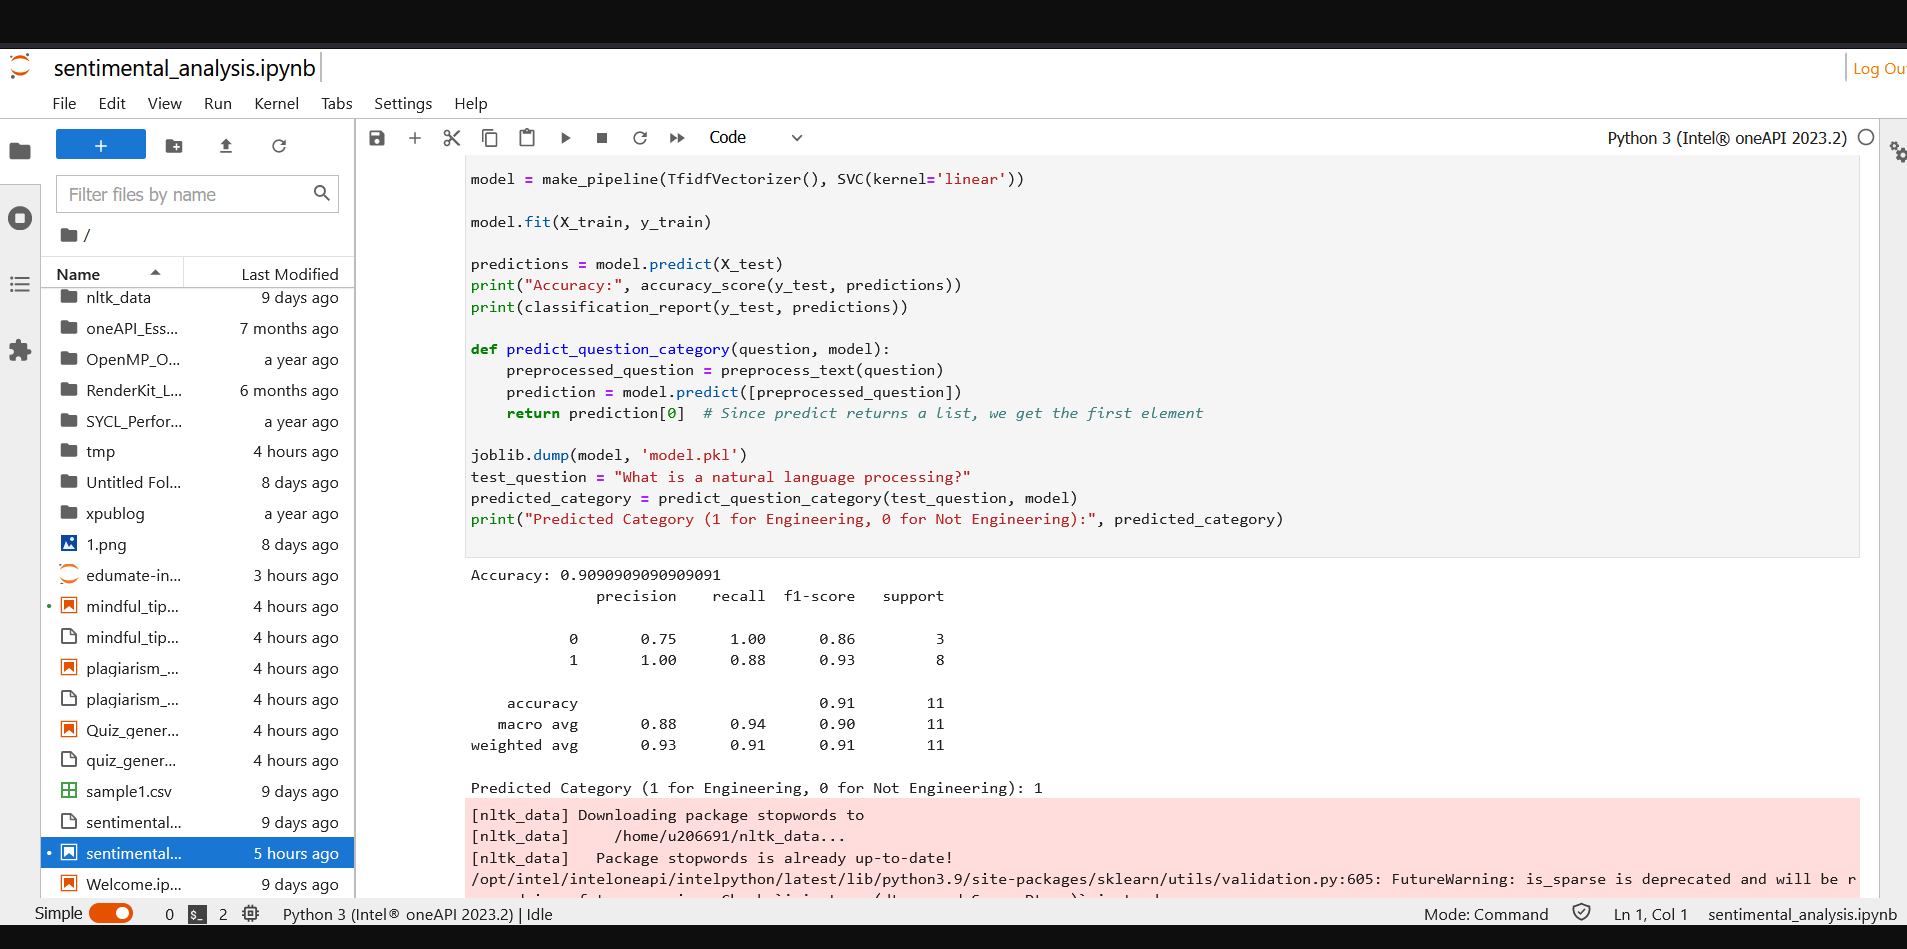 sentimental_analysis.ipynb
Log Ou
File Edit View Run Kernel Tabs Settings Help
+
Code
Python 3 (Intel® oneAPI 2023.2)
Filter files by name
/
Name Last Modified
nltk_data 9 days ago
oneAPI_Ess... 7 months ago
OpenMP_O... a year ago
RenderKit_L... 6 months ago
SYCL_Perfor... a year ago
tmp 4 hours ago
Untitled Fol... 8 days ago
xpublog a year ago
1.png 8 days ago
edumate-in... 3 hours ago
mindful_tip... 4 hours ago
mindful_tip... 4 hours ago
plagiarism_... 4 hours ago
plagiarism_... 4 hours ago
Quiz_gener... 4 hours ago
quiz_gener... 4 hours ago
sample1.csv 9 days ago
sentimental... 9 days ago
sentimental... 5 hours ago
Welcome.ip... 9 days ago
model = make_pipeline(TfidfVectorizer(), SVC(kernel='linear'))
model.fit(X_train, y_train)
predictions = model.predict(X_test)
print("Accuracy:", accuracy_score(y_test, predictions))
print(classification_report(y_test, predictions))
def predict_question_category(question, model):
    preprocessed_question = preprocess_text(question)
    prediction = model.predict([preprocessed_question])
    return prediction[0]  # Since predict returns a list, we get the first element
joblib.dump(model, 'model.pkl')
test_question = "What is a natural language processing?"
predicted_category = predict_question_category(test_question, model)
print("Predicted Category (1 for Engineering, 0 for Not Engineering):", predicted_category)
Accuracy: 0.9090909090909091
precision recall f1-score support
0 0.75 1.00 0.86 3
1 1.00 0.88 0.93 8
accuracy 0.91 11
macro avg 0.88 0.94 0.90 11
weighted avg 0.93 0.91 0.91 11
Predicted Category (1 for Engineering, 0 for Not Engineering): 1
[nltk_data] Downloading package stopwords to
[nltk_data]     /home/u206691/nltk_data...
[nltk_data]   Package stopwords is already up-to-date!
/opt/intel/inteloneapi/intelpython/latest/lib/python3.9/site-packages/sklearn/utils/validation.py:605: FutureWarning: is_sparse is deprecated and will be r
Simple 0 $_ 2 Python 3 (Intel® oneAPI 2023.2) | Idle
Mode: Command Ln 1, Col 1 sentimental_analysis.ipynb